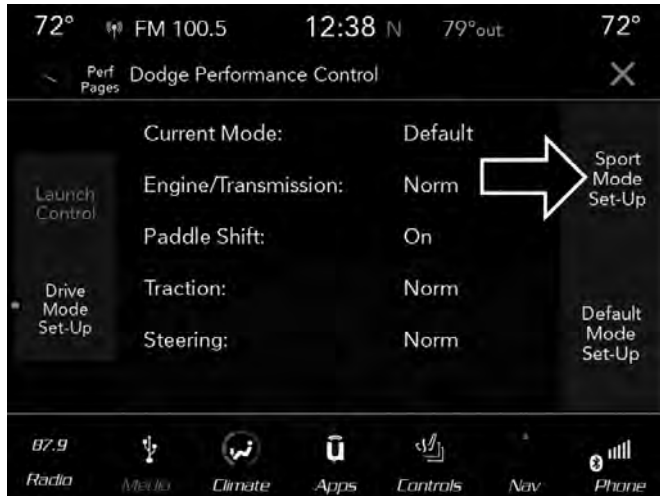 72° FM 100.5 12:38 N 79°out 72°
Perf
Pages
Dodge Performance Control
Current Mode: Default
Engine/Transmission: Norm
Paddle Shift: On
Traction: Norm
Steering: Norm
Launch
Control
Drive
Mode
Set-Up
Sport
Mode
Set-Up
Default
Mode
Set-Up
87.9
Radio Media Climate Apps Controls Nav Phone